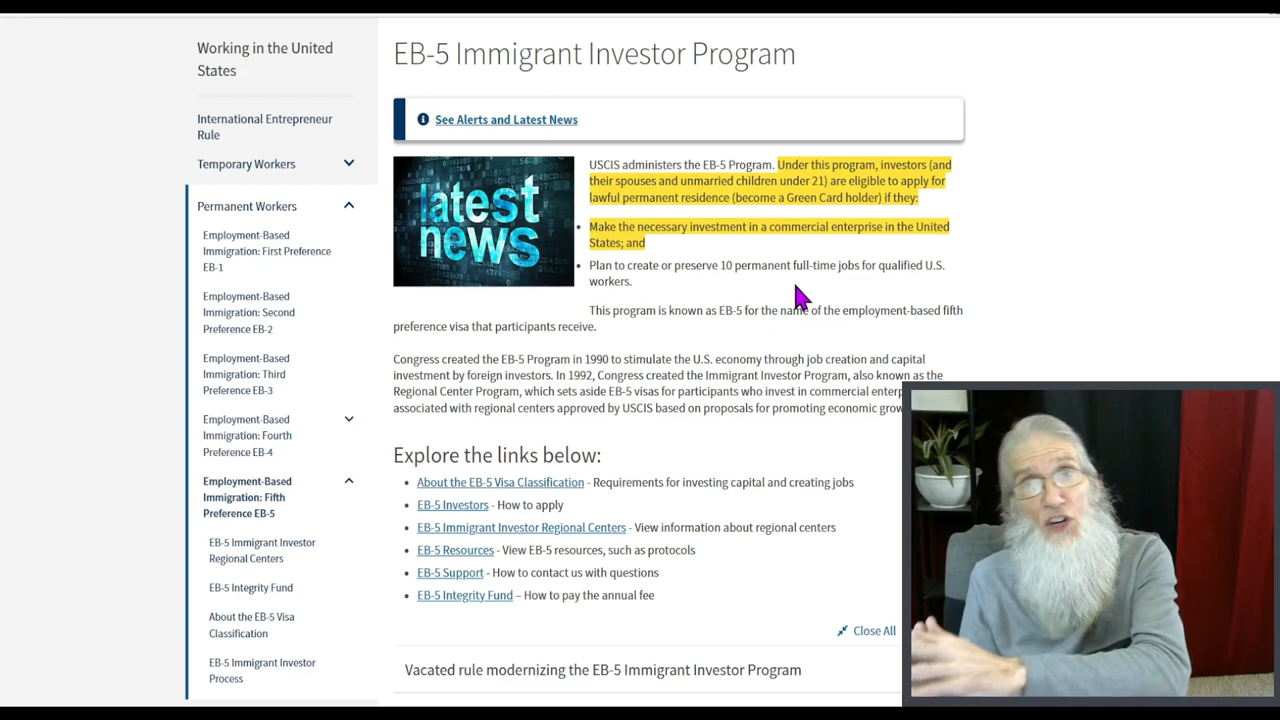 Working in the United
States
International Entrepreneur
Rule
Temporary Workers
Permanent Workers
Employment-Based
Immigration: First Preference
EB-1
Employment-Based
Immigration: Second
Preference EB-2
Employment-Based
Immigration: Third
Preference EB-3
Employment-Based
Immigration: Fourth
Preference EB-4
Employment-Based
Immigration: Fifth
Preference EB-5
EB-5 Immigrant Investor
Regional Centers
EB-5 Integrity Fund
About the EB-5 Visa
Classification
EB-5 Immigrant Investor
Process
EB-5 Immigrant Investor Program
See Alerts and Latest News
latest
news
USCIS administers the EB-5 Program. Under this program, investors (and
their spouses and unmarried children under 21) are eligible to apply for
lawful permanent residence (become a Green Card holder) if they:
• Make the necessary investment in a commercial enterprise in the United
States; and
• Plan to create or preserve 10 permanent full-time jobs for qualified U.S.
workers.
This program is known as EB-5 for the name of the employment-based fifth
preference visa that participants receive.
Congress created the EB-5 Program in 1990 to stimulate the U.S. economy through job creation and capital
investment by foreign investors. In 1992, Congress created the Immigrant Investor Program, also known as the
Regional Center Program, which sets aside EB-5 visas for participants who invest in commercial enterp
associated with regional centers approved by USCIS based on proposals for promoting economic grow
Explore the links below:
• About the EB-5 Visa Classification - Requirements for investing capital and creating jobs
• EB-5 Investors - How to apply
• EB-5 Immigrant Investor Regional Centers - View information about regional centers
• EB-5 Resources - View EB-5 resources, such as protocols
• EB-5 Support - How to contact us with questions
• EB-5 Integrity Fund – How to pay the annual fee
Close All
Vacated rule modernizing the EB-5 Immigrant Investor Program